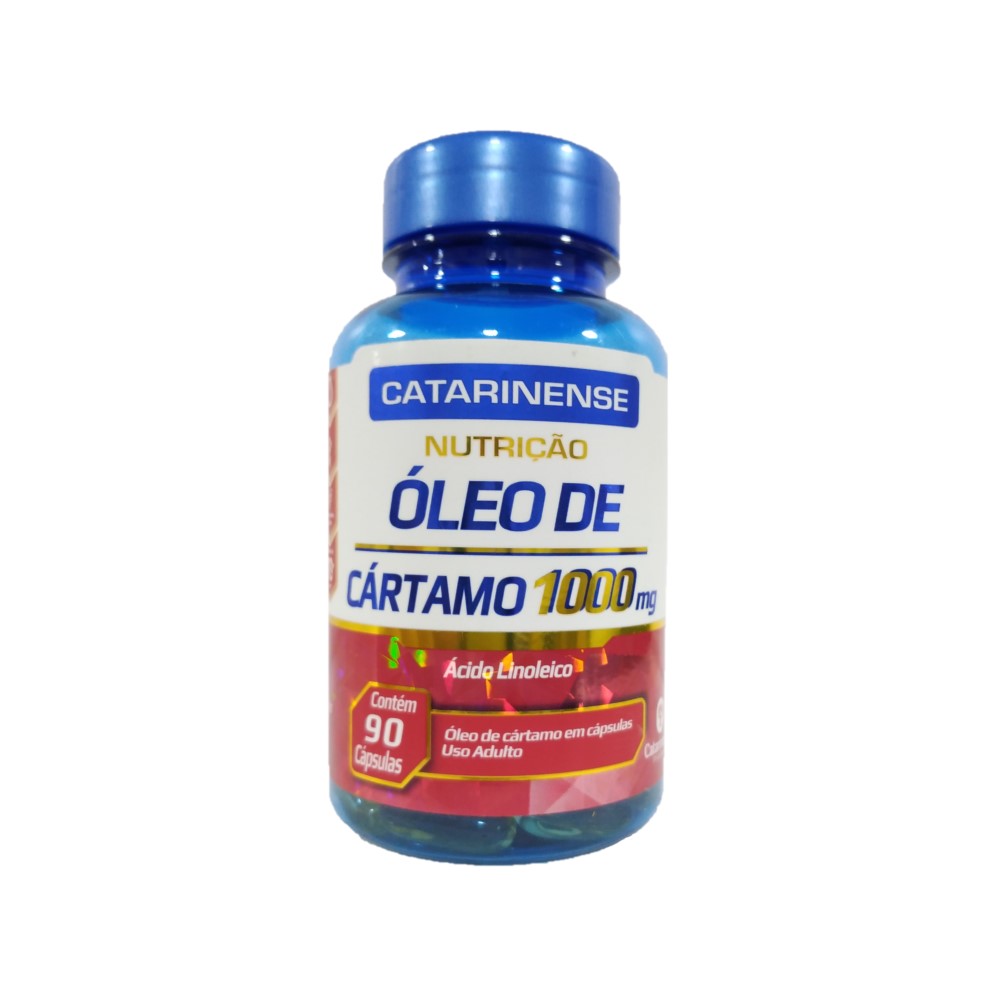 CATARINENSE
NUTRIÇÃO
ÓLEO DE
CÁRTAMO 1000mg
Ácido Linoleico
Contém
90
Cápsulas
Óleo de cártamo em cápsulas
Uso Adulto